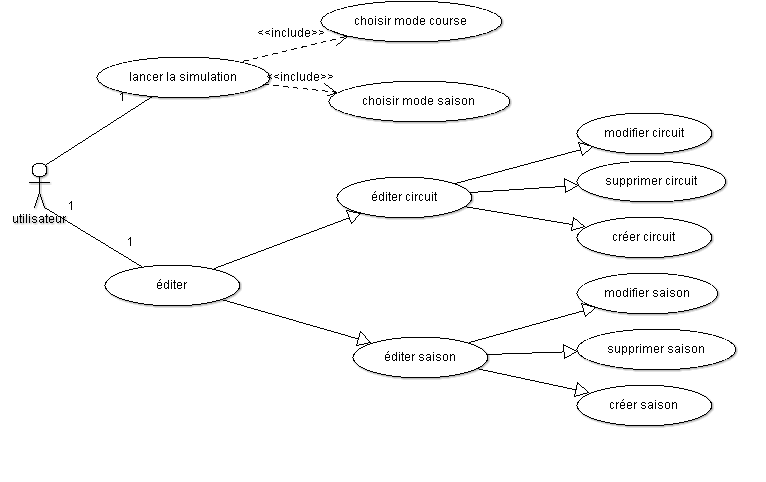 choisir mode course
<<include>>
lancer la simulation
<<include>>
choisir mode saison
1
modifier circuit
supprimer circuit
éditer circuit
1
utilisateur
créer circuit
1
éditer
modifier saison
supprimer saison
éditer saison
créer saison